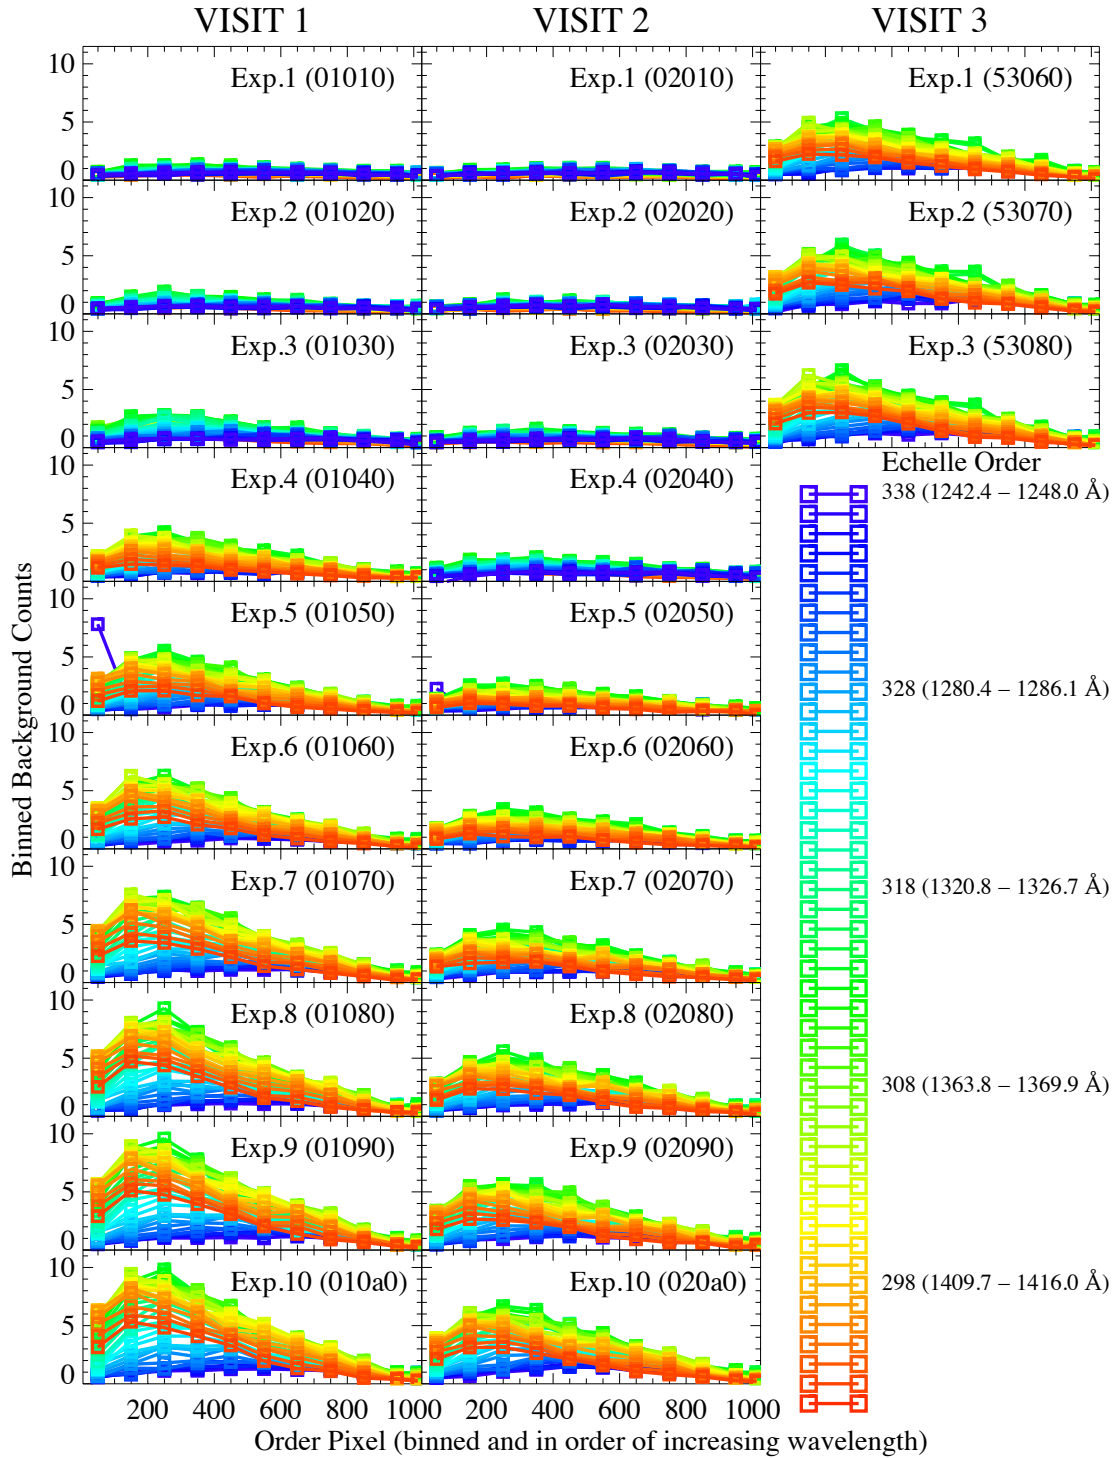 VISIT 1 VISIT 2 VISIT 3
10 Exp.1 (01010) Exp.1 (02010) Exp.1 (53060)
5
0
10 Exp.2 (01020) Exp.2 (02020) Exp.2 (53070)
5
0
10 Exp.3 (01030) Exp.3 (02030) Exp.3 (53080)
5
0
10 Exp.4 (01040) Exp.4 (02040)
5
0
10 Exp.5 (01050) Exp.5 (02050)
5
0
10 Exp.6 (01060) Exp.6 (02060)
5
0
10 Exp.7 (01070) Exp.7 (02070)
5
0
10 Exp.8 (01080) Exp.8 (02080)
5
0
10 Exp.9 (01090) Exp.9 (02090)
5
0
10 Exp.10 (010a0) Exp.10 (020a0)
5
0
200 400 600 800 1000 200 400 600 800 1000
Binned Background Counts
Order Pixel (binned and in order of increasing wavelength)
Echelle Order
338 (1242.4 – 1248.0 Å)
328 (1280.4 – 1286.1 Å)
318 (1320.8 – 1326.7 Å)
308 (1363.8 – 1369.9 Å)
298 (1409.7 – 1416.0 Å)